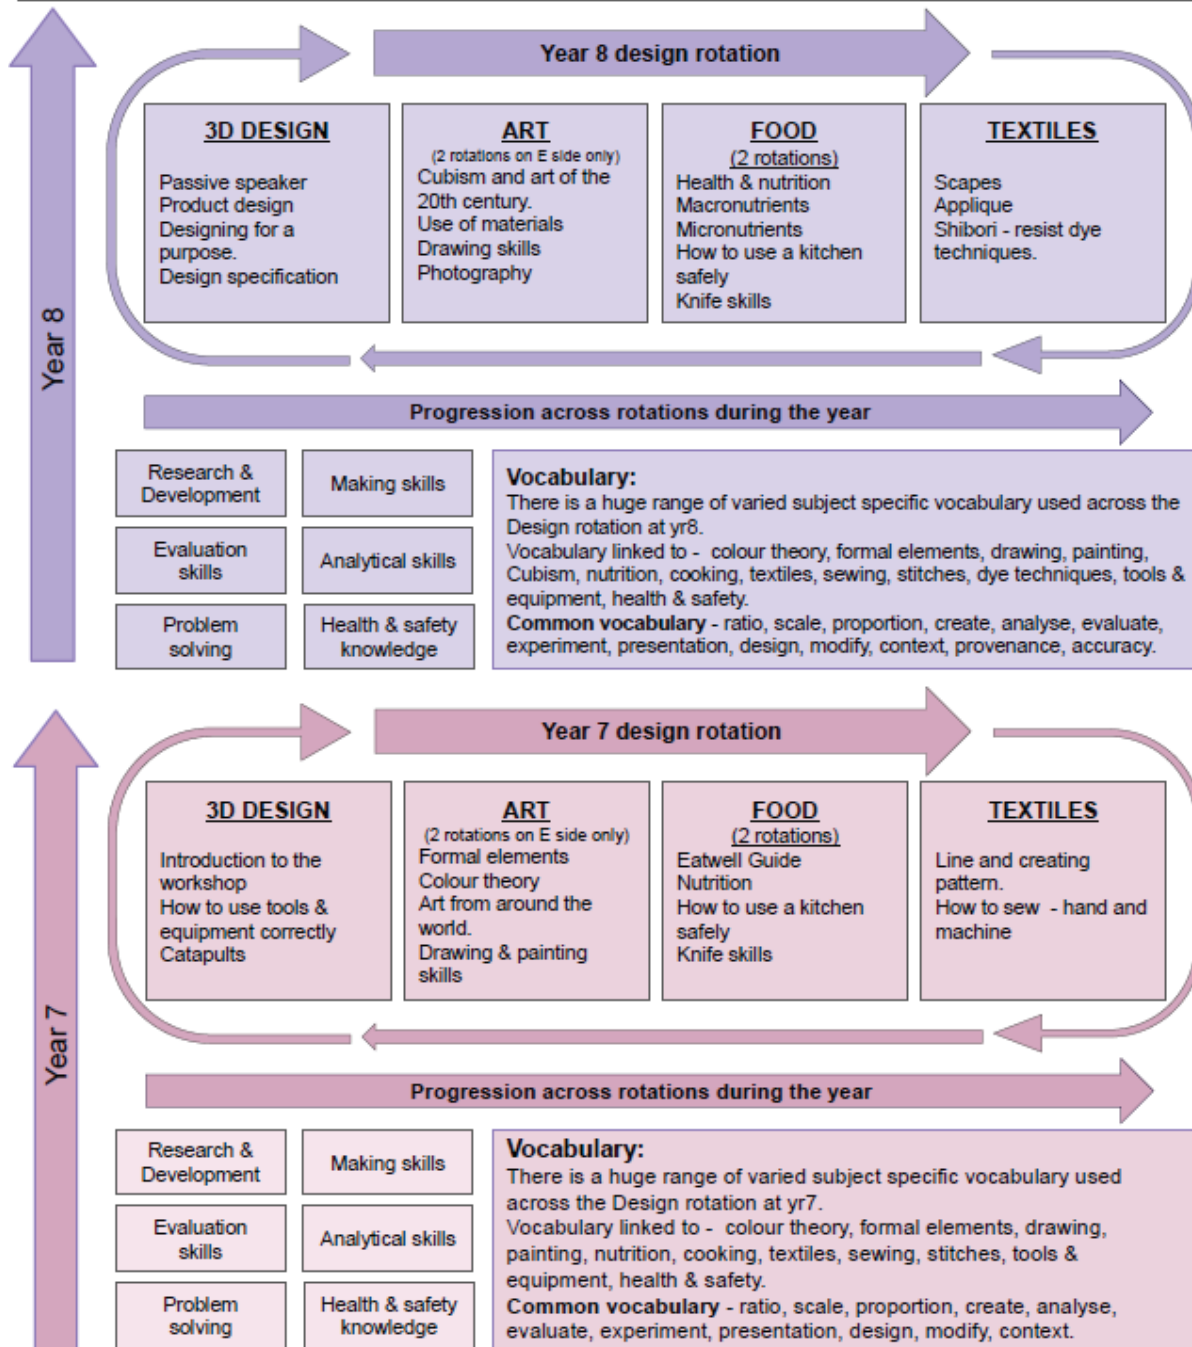 Year 8
Year 8 design rotation
3D DESIGN
Passive speaker
Product design
Designing for a
purpose.
Design specification
ART
(2 rotations on E side only)
Cubism and art of the
20th century.
Use of materials
Drawing skills
Photography
FOOD
(2 rotations)
Health & nutrition
Macronutrients
Micronutrients
How to use a kitchen
safely
Knife skills
TEXTILES
Scapes
Applique
Shibori - resist dye
techniques.
Progression across rotations during the year
Research &
Development
Making skills
Evaluation
skills
Analytical skills
Problem
solving
Health & safety
knowledge
Vocabulary:
There is a huge range of varied subject specific vocabulary used across the
Design rotation at yr8.
Vocabulary linked to - colour theory, formal elements, drawing, painting,
Cubism, nutrition, cooking, textiles, sewing, stitches, dye techniques, tools &
equipment, health & safety.
Common vocabulary - ratio, scale, proportion, create, analyse, evaluate,
experiment, presentation, design, modify, context, provenance, accuracy.
Year 7
Year 7 design rotation
3D DESIGN
Introduction to the
workshop
How to use tools &
equipment correctly
Catapults
ART
(2 rotations on E side only)
Formal elements
Colour theory
Art from around the
world.
Drawing & painting
skills
FOOD
(2 rotations)
Eatwell Guide
Nutrition
How to use a kitchen
safely
Knife skills
TEXTILES
Line and creating
pattern.
How to sew - hand and
machine
Progression across rotations during the year
Research &
Development
Making skills
Evaluation
skills
Analytical skills
Problem
solving
Health & safety
knowledge
Vocabulary:
There is a huge range of varied subject specific vocabulary used
across the Design rotation at yr7.
Vocabulary linked to - colour theory, formal elements, drawing,
painting, nutrition, cooking, textiles, sewing, stitches, tools &
equipment, health & safety.
Common vocabulary - ratio, scale, proportion, create, analyse,
evaluate, experiment, presentation, design, modify, context.